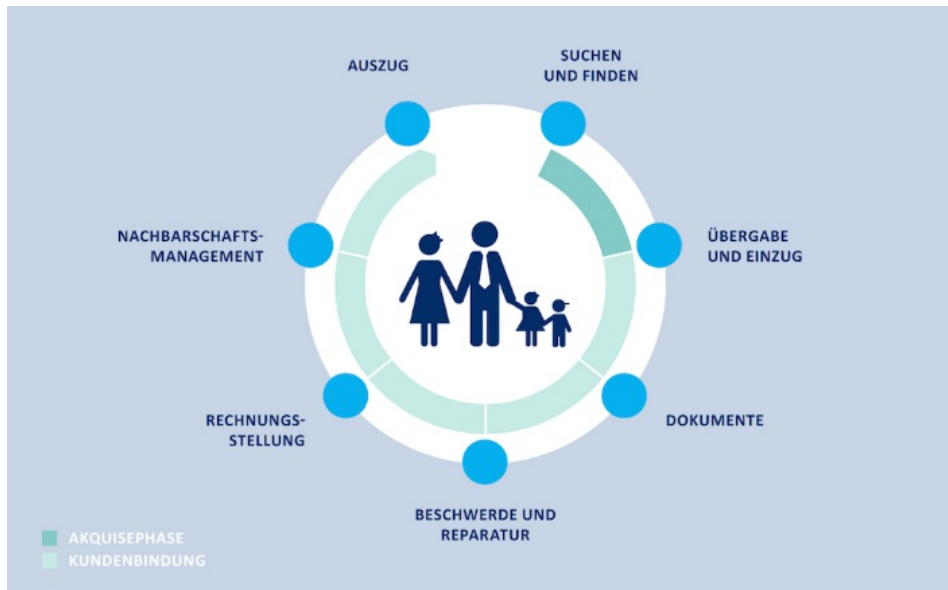 AUSZUG
SUCHEN
UND FINDEN
NACHBARSCHAFTS-
MANAGEMENT
ÜBERGABE
UND EINZUG
RECHNUNGS-
STELLUNG
DOKUMENTE
BESCHWERDE UND
REPARATUR
AKQUISEPHASE
KUNDENBINDUNG